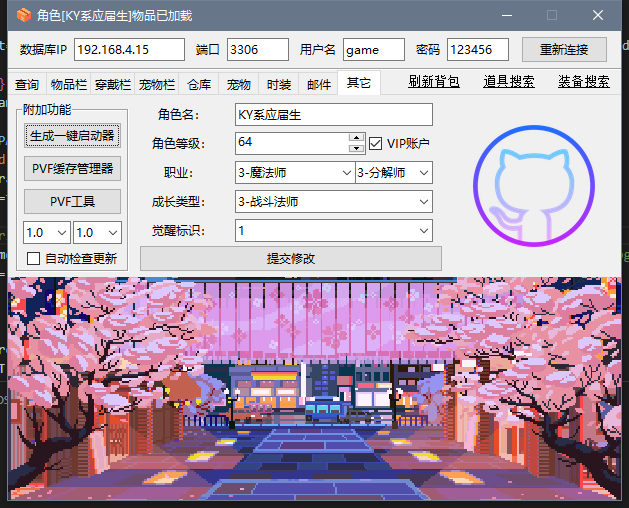 角色[KY系应届生]物品已加载
数据库IP 192.168.4.15 端口 3306 用户名 game 密码 123456 重新连接
查询 物品栏 穿戴栏 宠物栏 仓库 宠物 时装 邮件 其它 刷新背包 道具搜索 装备搜索
附加功能
生成一键启动器
PVF缓存管理器
PVF工具
1.0 1.0
自动检查更新
角色名: KY系应届生
角色等级: 64 VIP账户
职业: 3-魔法师 3-分解师
成长类型: 3-战斗法师
觉醒标识: 1
提交修改